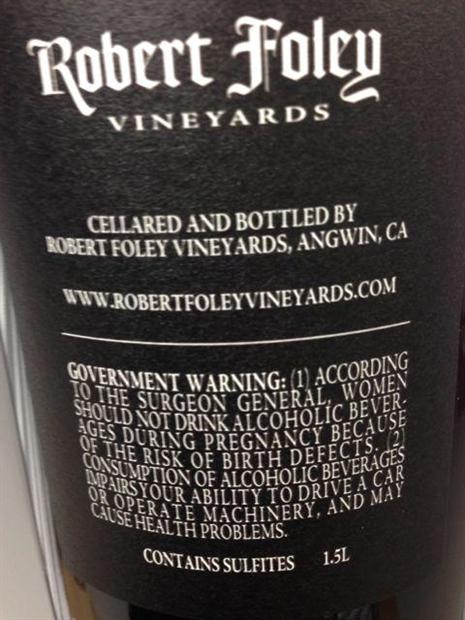 Robert Foley
VINEYARDS
CELLARED AND BOTTLED BY
ROBERT FOLEY VINEYARDS, ANGWIN, CA
WWW.ROBERTFOLEYVINEYARDS.COM
GOVERNMENT WARNING: (1) ACCORDING
TO THE SURGEON GENERAL, WOMEN
SHOULD NOT DRINK ALCOHOLIC BEVER-
AGES DURING PREGNANCY BECAUSE
OF THE RISK OF BIRTH DEFECTS. (2)
CONSUMPTION OF ALCOHOLIC BEVERAGES
IMPAIRS YOUR ABILITY TO DRIVE A CAR
OR OPERATE MACHINERY, AND MAY
CAUSE HEALTH PROBLEMS.
CONTAINS SULFITES 1.5L